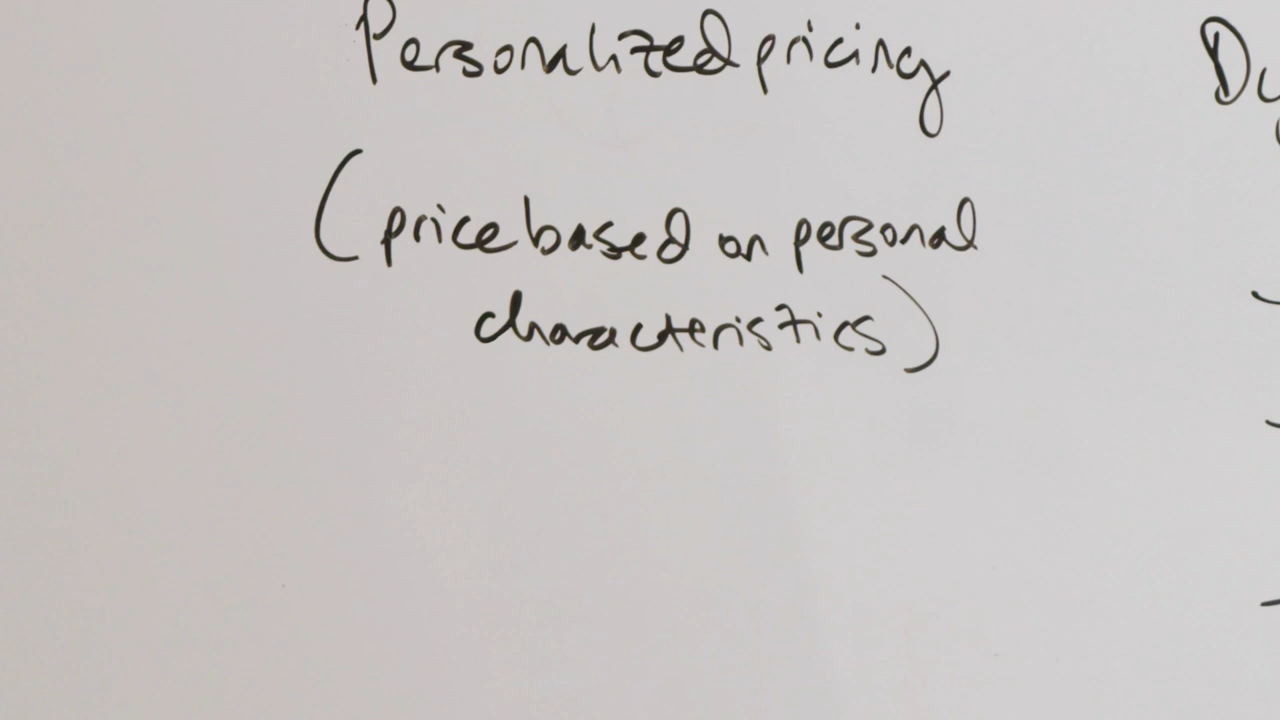 Personalized pricing
(price based on personal
characteristics)